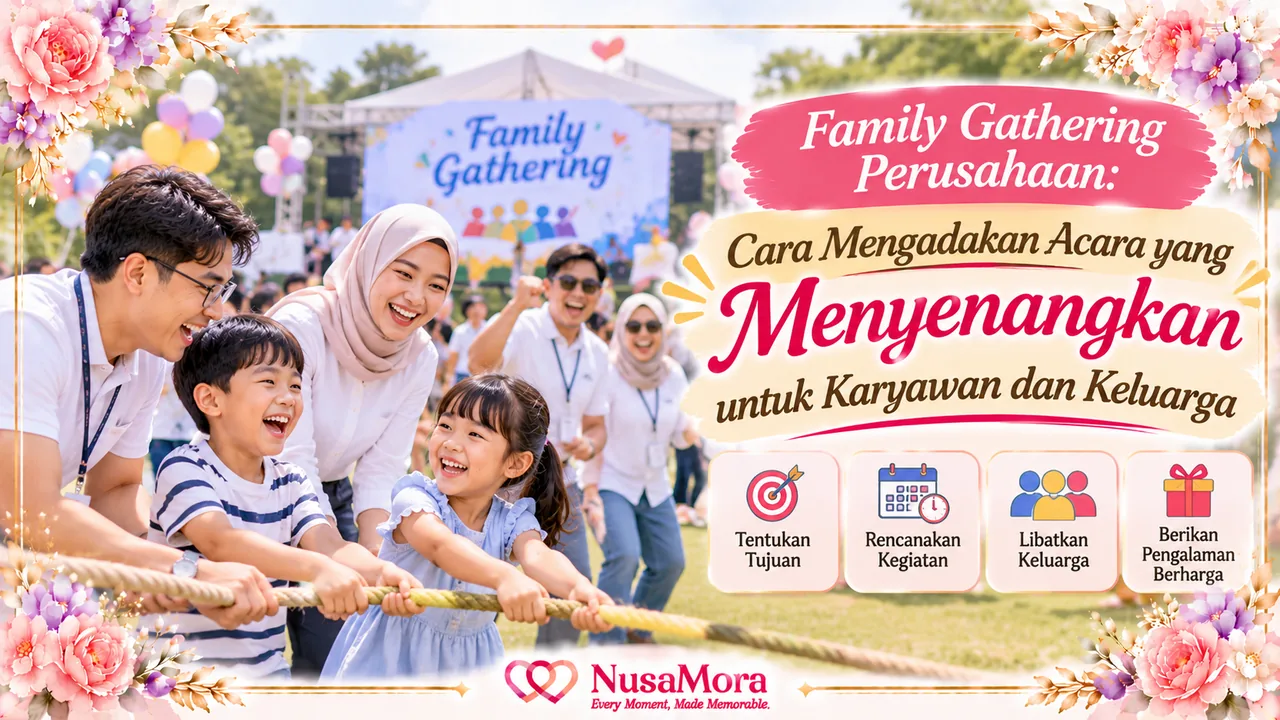 Family
Gathering
Family Gathering
Perusahaan:
Cara Mengadakan Acara yang
Menyenangkan
untuk Karyawan dan Keluarga
Tentukan
Tujuan
Rencanakan
Kegiatan
Libatkan
Keluarga
Berikan
Pengalaman
Berharga
NusaMora
Every Moment, Made Memorable.